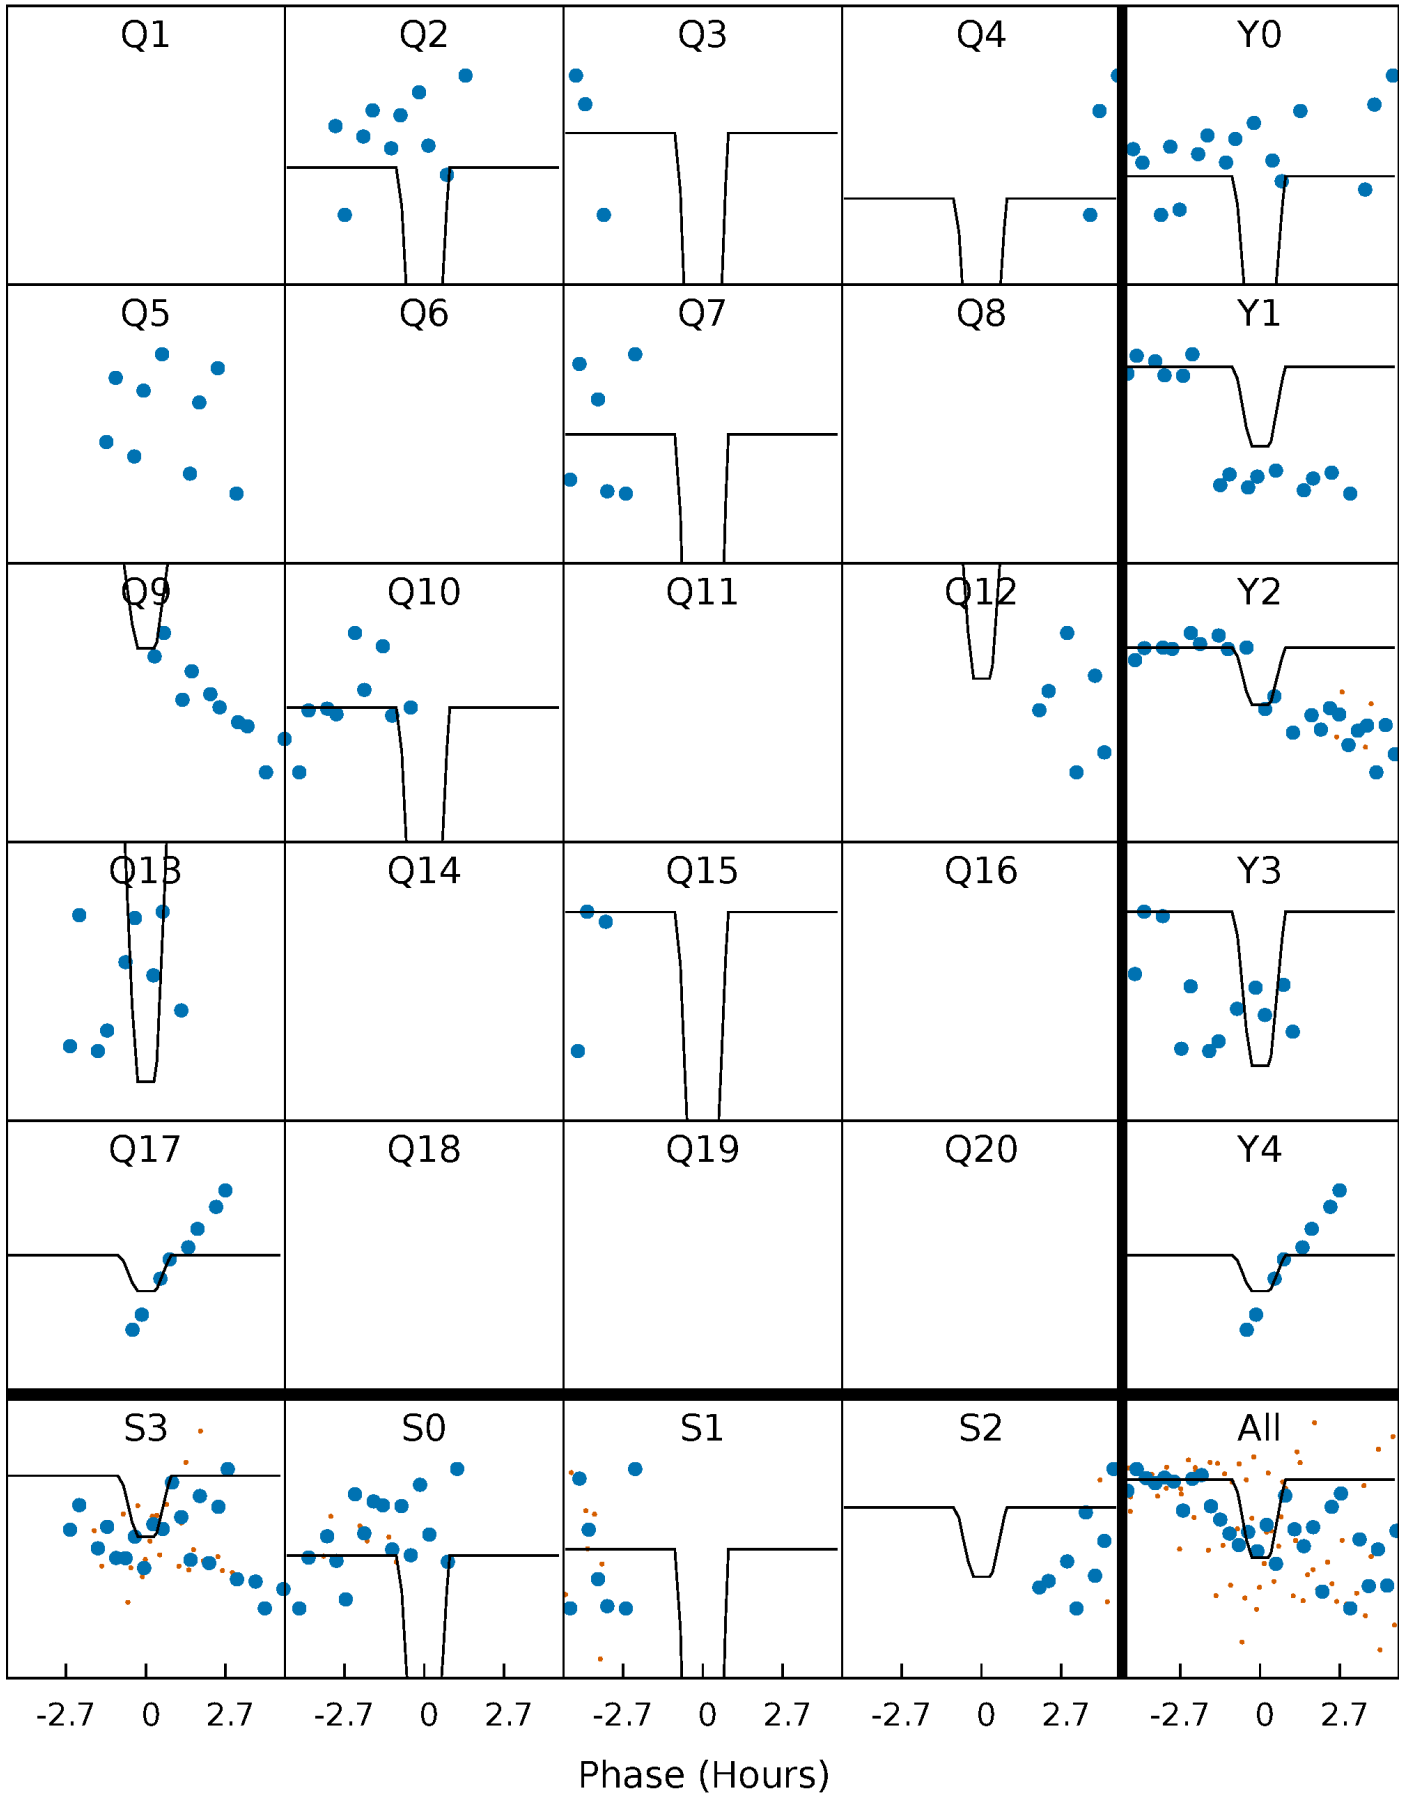 Q1 Q2 Q3 Q4 Y0
Q5 Q6 Q7 Q8 Y1
Q9 Q10 Q11 Q12 Y2
Q13 Q14 Q15 Q16 Y3
Q17 Q18 Q19 Q20 Y4
S3 S0 S1 S2 All
-2.7 0 2.7 -2.7 0 2.7 -2.7 0 2.7 -2.7 0 2.7 -2.7 0 2.7
Phase (Hours)